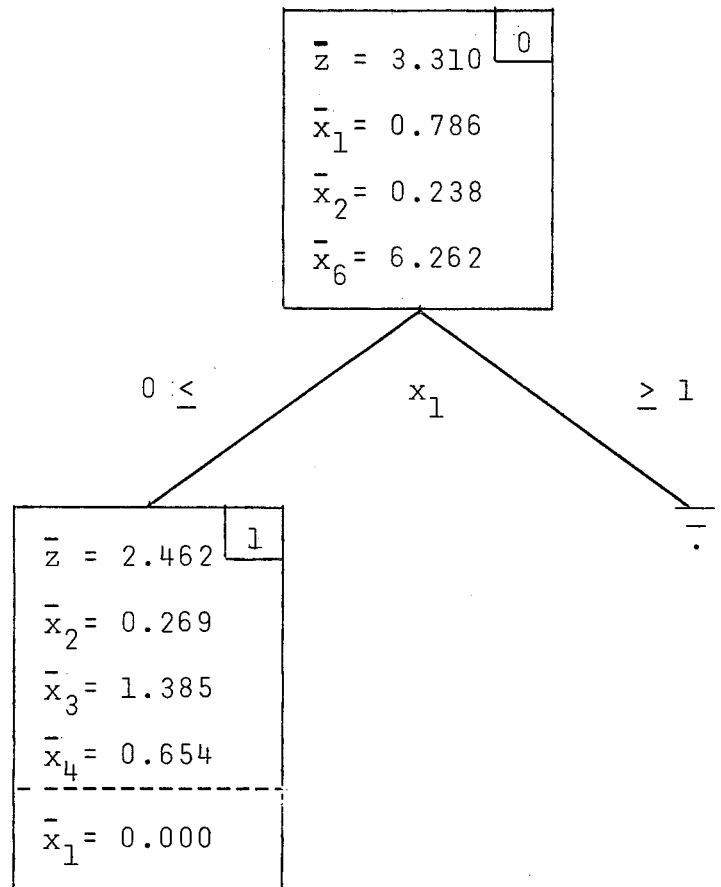 z̄ = 3.310
0
x̄₁= 0.786
x̄₂= 0.238
x̄₆= 6.262
0 ≤
x₁
≥ 1
z̄ = 2.462
1
x̄₂= 0.269
x̄₃= 1.385
x̄₄= 0.654
x̄₁= 0.000